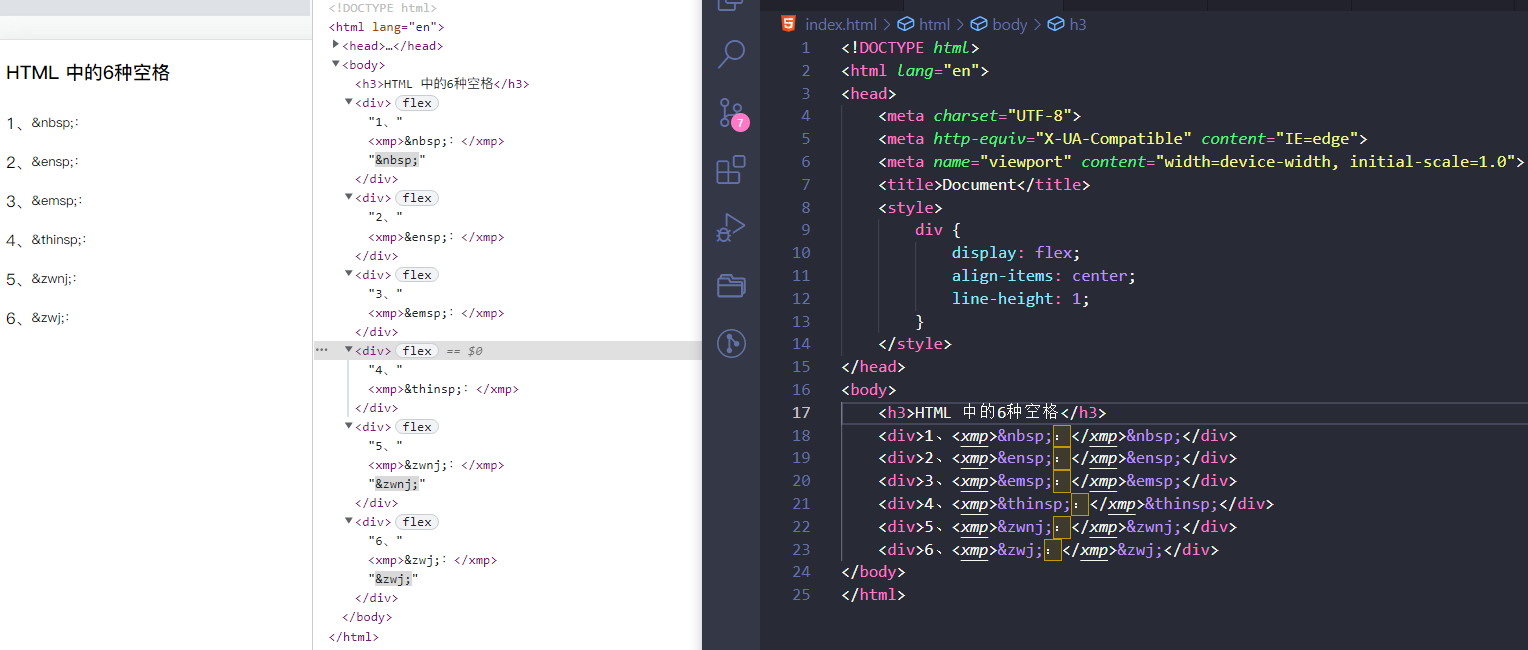 HTML 中的6种空格
1、&nbsp;：
2、&ensp;：
3、&emsp;：
4、&thinsp;：
5、&zwnj;：
6、&zwj;：
<!DOCTYPE html>
<html lang="en">
<head>…</head>
<body>
<h3>HTML 中的6种空格</h3>
<div> flex
"1、"
<xmp>&nbsp;：</xmp>
"&nbsp;"
</div>
<div> flex
"2、"
<xmp>&ensp;：</xmp>
</div>
<div> flex
"3、"
<xmp>&emsp;：</xmp>
</div>
… <div> flex == $0
"4、"
<xmp>&thinsp;：</xmp>
</div>
<div> flex
"5、"
<xmp>&zwnj;：</xmp>
"&zwnj;"
</div>
<div> flex
"6、"
<xmp>&zwj;：</xmp>
"&zwj;"
</div>
</body>
</html>
7
index.html > html > body > h3
1 <!DOCTYPE html>
2 <html lang="en">
3 <head>
4 <meta charset="UTF-8">
5 <meta http-equiv="X-UA-Compatible" content="IE=edge">
6 <meta name="viewport" content="width=device-width, initial-scale=1.0">
7 <title>Document</title>
8 <style>
9 div {
10 display: flex;
11 align-items: center;
12 line-height: 1;
13 }
14 </style>
15 </head>
16 <body>
17 <h3>HTML 中的6种空格</h3>
18 <div>1、<xmp>&nbsp;：</xmp>&nbsp;</div>
19 <div>2、<xmp>&ensp;：</xmp>&ensp;</div>
20 <div>3、<xmp>&emsp;：</xmp>&emsp;</div>
21 <div>4、<xmp>&thinsp;：</xmp>&thinsp;</div>
22 <div>5、<xmp>&zwnj;：</xmp>&zwnj;</div>
23 <div>6、<xmp>&zwj;：</xmp>&zwj;</div>
24 </body>
25 </html>